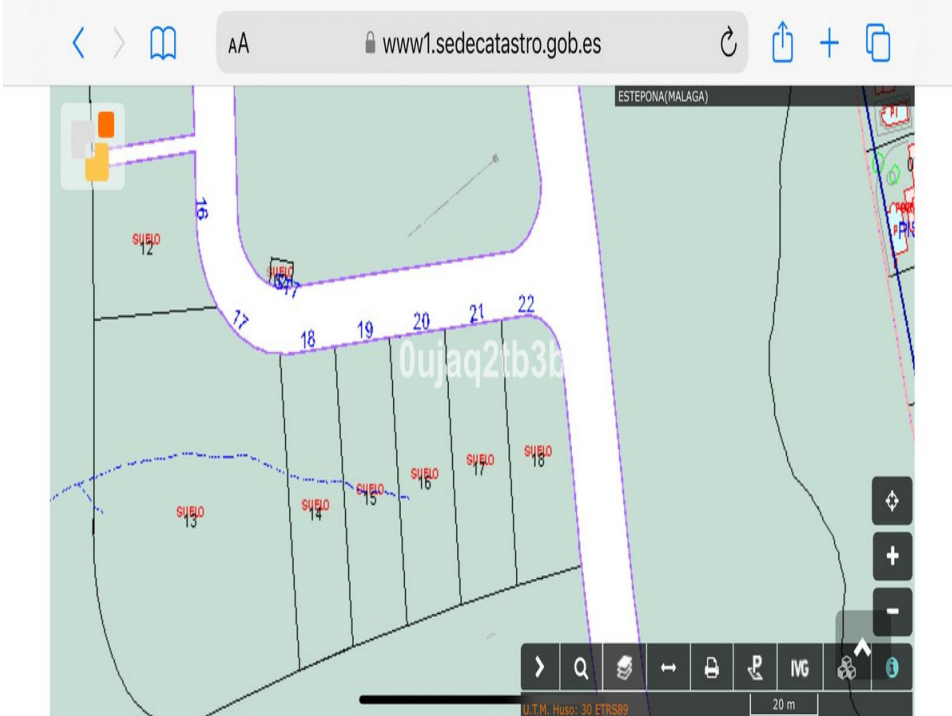 AA
www1.sedecatastro.gob.es
ESTEPONA(MALAGA)
16
SUELO
12
SUELO
17
18
19
20
21
22
0ujaq2tb3b
SUELO
13
SUELO
14
SUELO
15
SUELO
16
SUELO
17
SUELO
18
IVG
U.T.M. Huso: 30 ETRS89
20 m